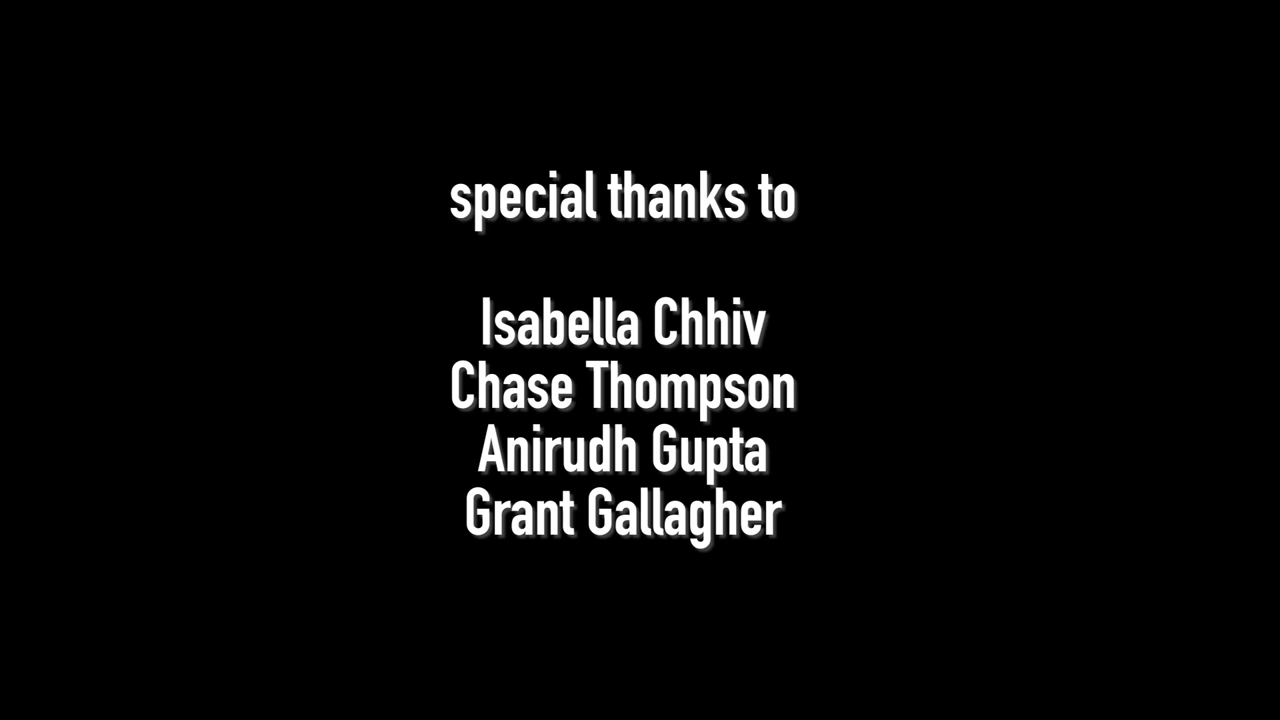 special thanks to
Isabella Chhiv
Chase Thompson
Anirudh Gupta
Grant Gallagher